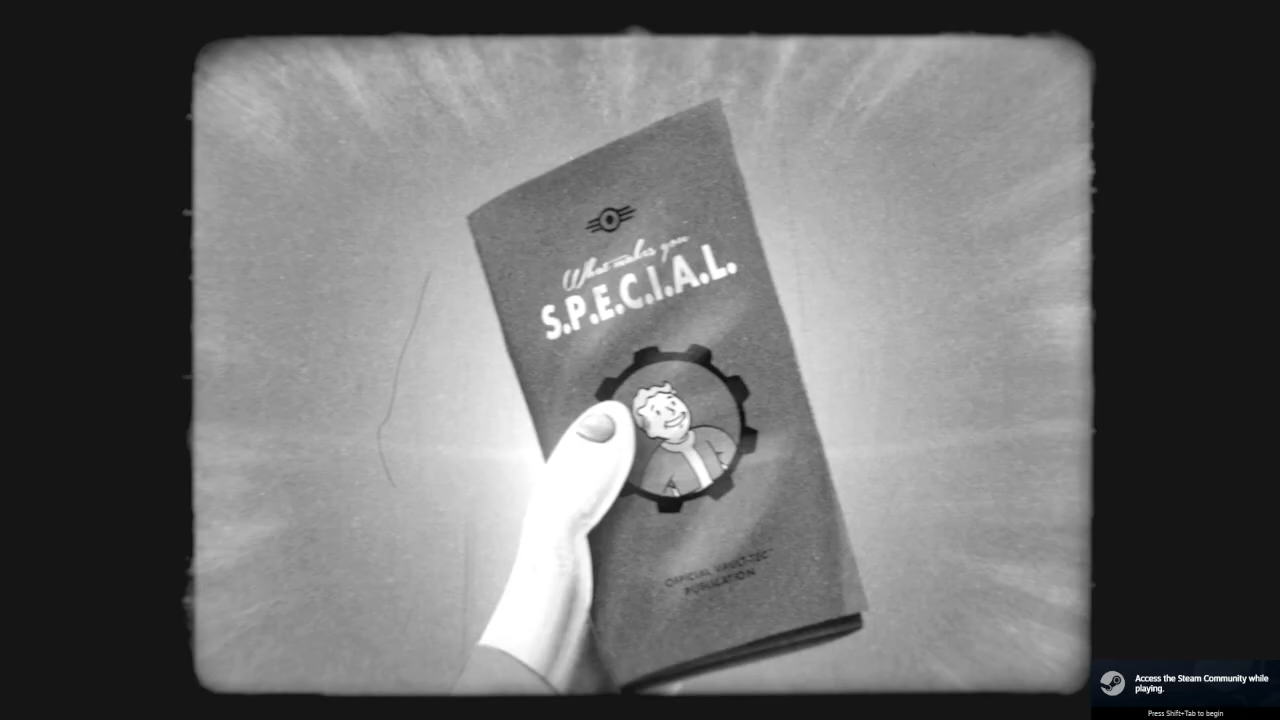 What makes you
S.P.E.C.I.A.L.
OFFICIAL VAULT-TEC
PUBLICATION
Access the Steam Community while
playing.
Press Shift+Tab to begin